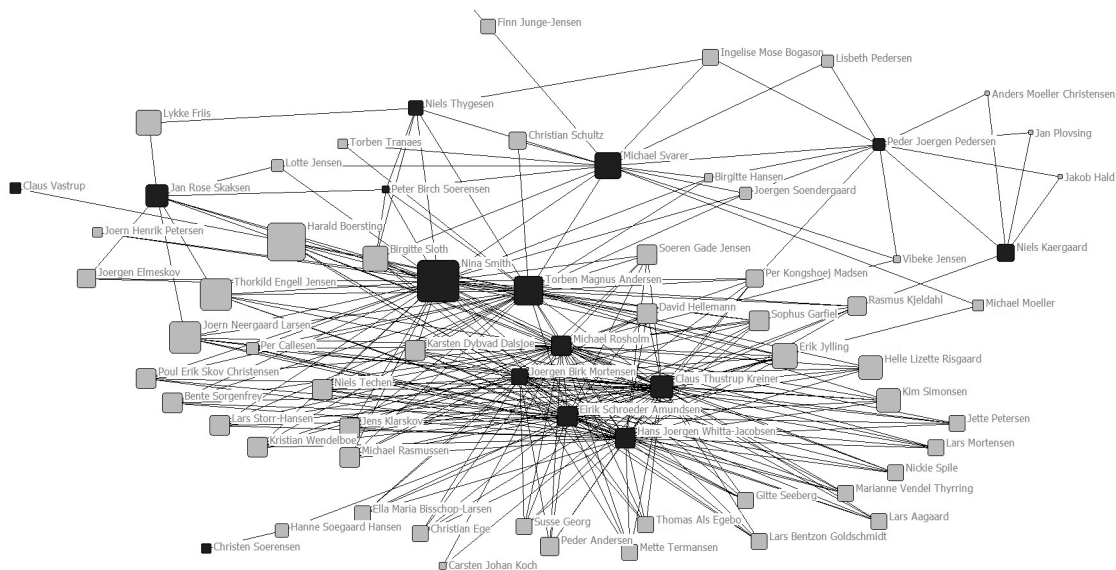 Finn Junge-Jensen
Ingelise Mose Bogason
Lisbeth Pedersen
Anders Moeller Christensen
Niels Thygesen
Lykke Friis
Jan Plovsing
Christian Schultz
Torben Tranaes
Peder Joergen Pedersen
Michael Svarer
Lotte Jensen
Birgitte Hansen
Jakob Hald
Claus Vastrup
Jan Rose Skaksen
Peter Birch Soerensen
Joergen Soendergaard
Harald Boersting
Joern Henrik Petersen
Birgitte Sloth
Soeren Gade Jensen
Niels Kaergaard
Vibeke Jensen
Nina Smith
Joergen Elmeskov
Per Kongshoej Madsen
Torben Magnus Andersen
Thorkild Engell Jensen
Rasmus Kjeldahl
Michael Moeller
David Hellemann
Sophus Garfiel
Joern Neergaard Larsen
Michael Rosholm
Per Callesen
Karsten Dybvad Dalsjoe
Erik Jylling
Helle Lizette Risgaard
Poul Erik Skov Christensen
Joergen Birk Mortensen
Claus Thustrup Kreiner
Niels Techen
Bente Sorgenfrey
Kim Simonsen
Eirik Schroeder Amundsen
Lars Storr-Hansen
Jens Klarskov
Jette Petersen
Hans Joergen Whitta-Jacobsen
Kristian Wendelboe
Lars Mortensen
Michael Rasmussen
Nickie Spile
Marianne Vendel Thyrring
Gitte Seeberg
Ella Maria Bisschop-Larsen
Lars Aagaard
Thomas Als Egebo
Susse Georg
Hanne Soegaard Hansen
Christian Ege
Lars Bentzon Goldschmidt
Peder Andersen
Christen Soerensen
Mette Termansen
Carsten Johan Koch